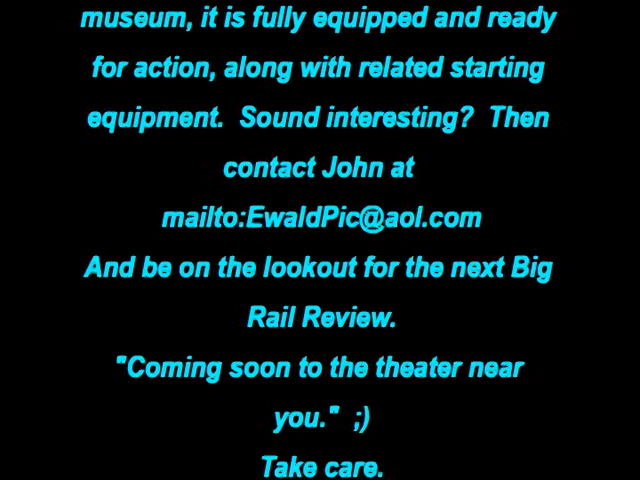 museum, it is fully equipped and ready
for action, along with related starting
equipment.  Sound interesting?  Then
contact John at
mailto:EwaldPic@aol.com
And be on the lookout for the next Big
Rail Review.
"Coming soon to the theater near
you."  ;)
Take care.